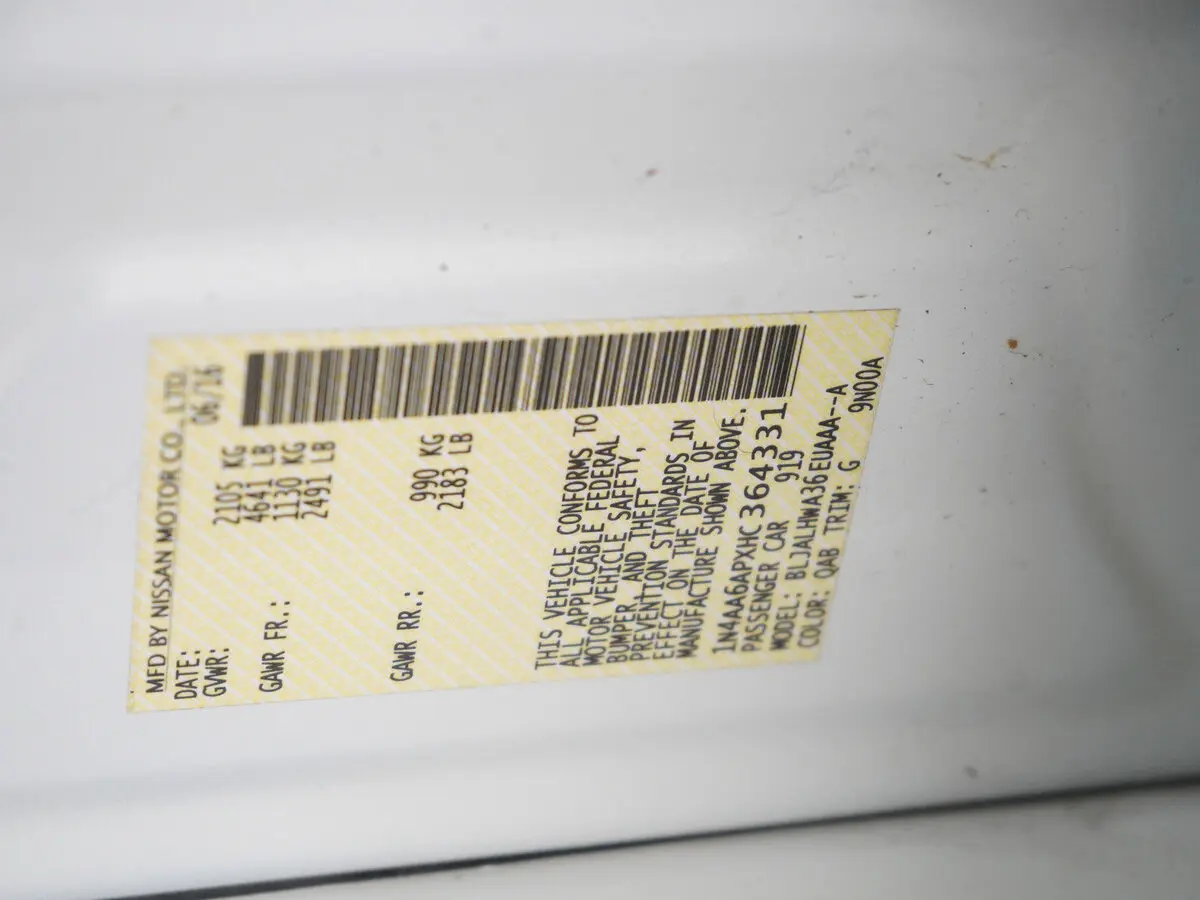 MFD BY NISSAN MOTOR CO., LTD.
DATE: 06/16
GVWR: 2105 KG
4641 LB
GAWR FR.: 1130 KG
2491 LB
GAWR RR.: 990 KG
2183 LB
THIS VEHICLE CONFORMS TO
ALL APPLICABLE FEDERAL
MOTOR VEHICLE SAFETY,
BUMPER, AND THEFT
PREVENTION STANDARDS IN
EFFECT ON THE DATE OF
MANUFACTURE SHOWN ABOVE.
1N4AA6APXHC364331
PASSENGER CAR 919
MODEL: BLJALHWA36EUAAA--A
COLOR: QAB TRIM: G 9N00A